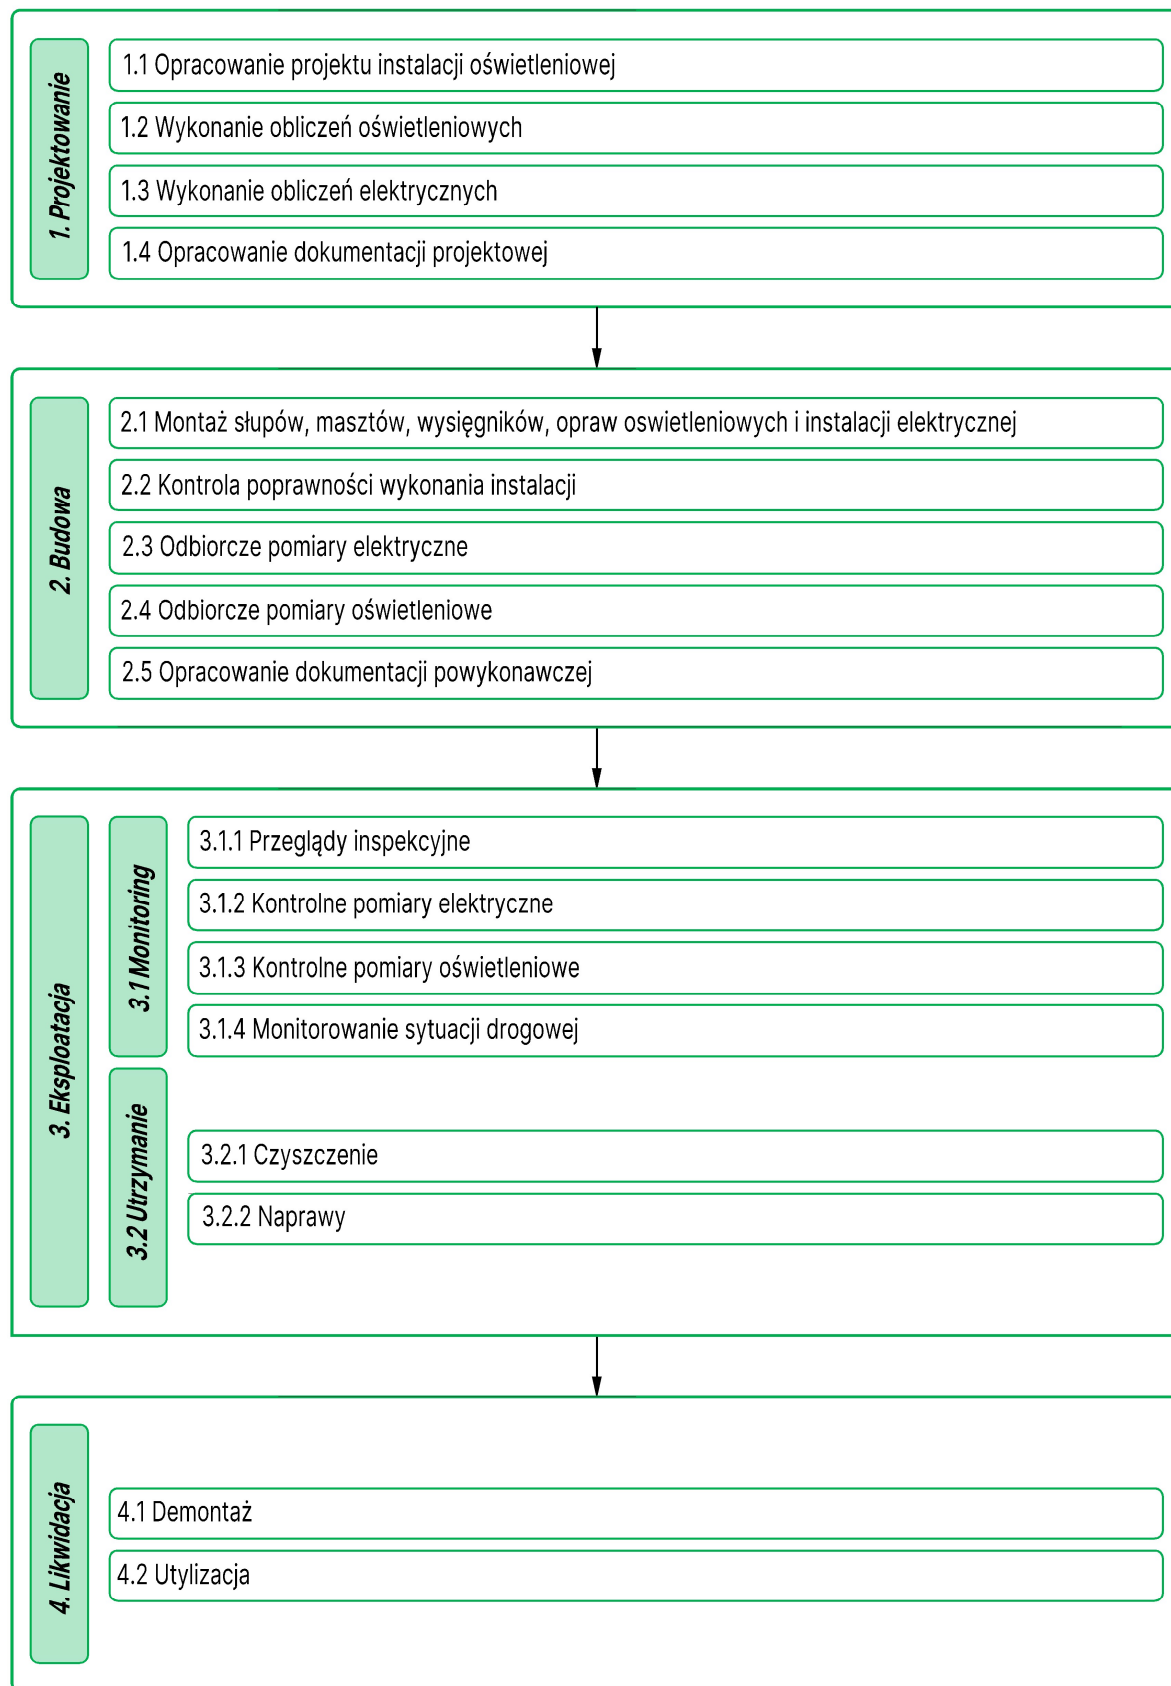 1. Projektowanie
1.1 Opracowanie projektu instalacji oświetleniowej
1.2 Wykonanie obliczeń oświetleniowych
1.3 Wykonanie obliczeń elektrycznych
1.4 Opracowanie dokumentacji projektowej
2. Budowa
2.1 Montaż słupów, masztów, wysięgników, opraw oswietleniowych i instalacji elektrycznej
2.2 Kontrola poprawności wykonania instalacji
2.3 Odbiorcze pomiary elektryczne
2.4 Odbiorcze pomiary oświetleniowe
2.5 Opracowanie dokumentacji powykonawczej
3. Eksploatacja
3.1 Monitoring
3.1.1 Przeglądy inspekcyjne
3.1.2 Kontrolne pomiary elektryczne
3.1.3 Kontrolne pomiary oświetleniowe
3.1.4 Monitorowanie sytuacji drogowej
3.2 Utrzymanie
3.2.1 Czyszczenie
3.2.2 Naprawy
4. Likwidacja
4.1 Demontaż
4.2 Utylizacja